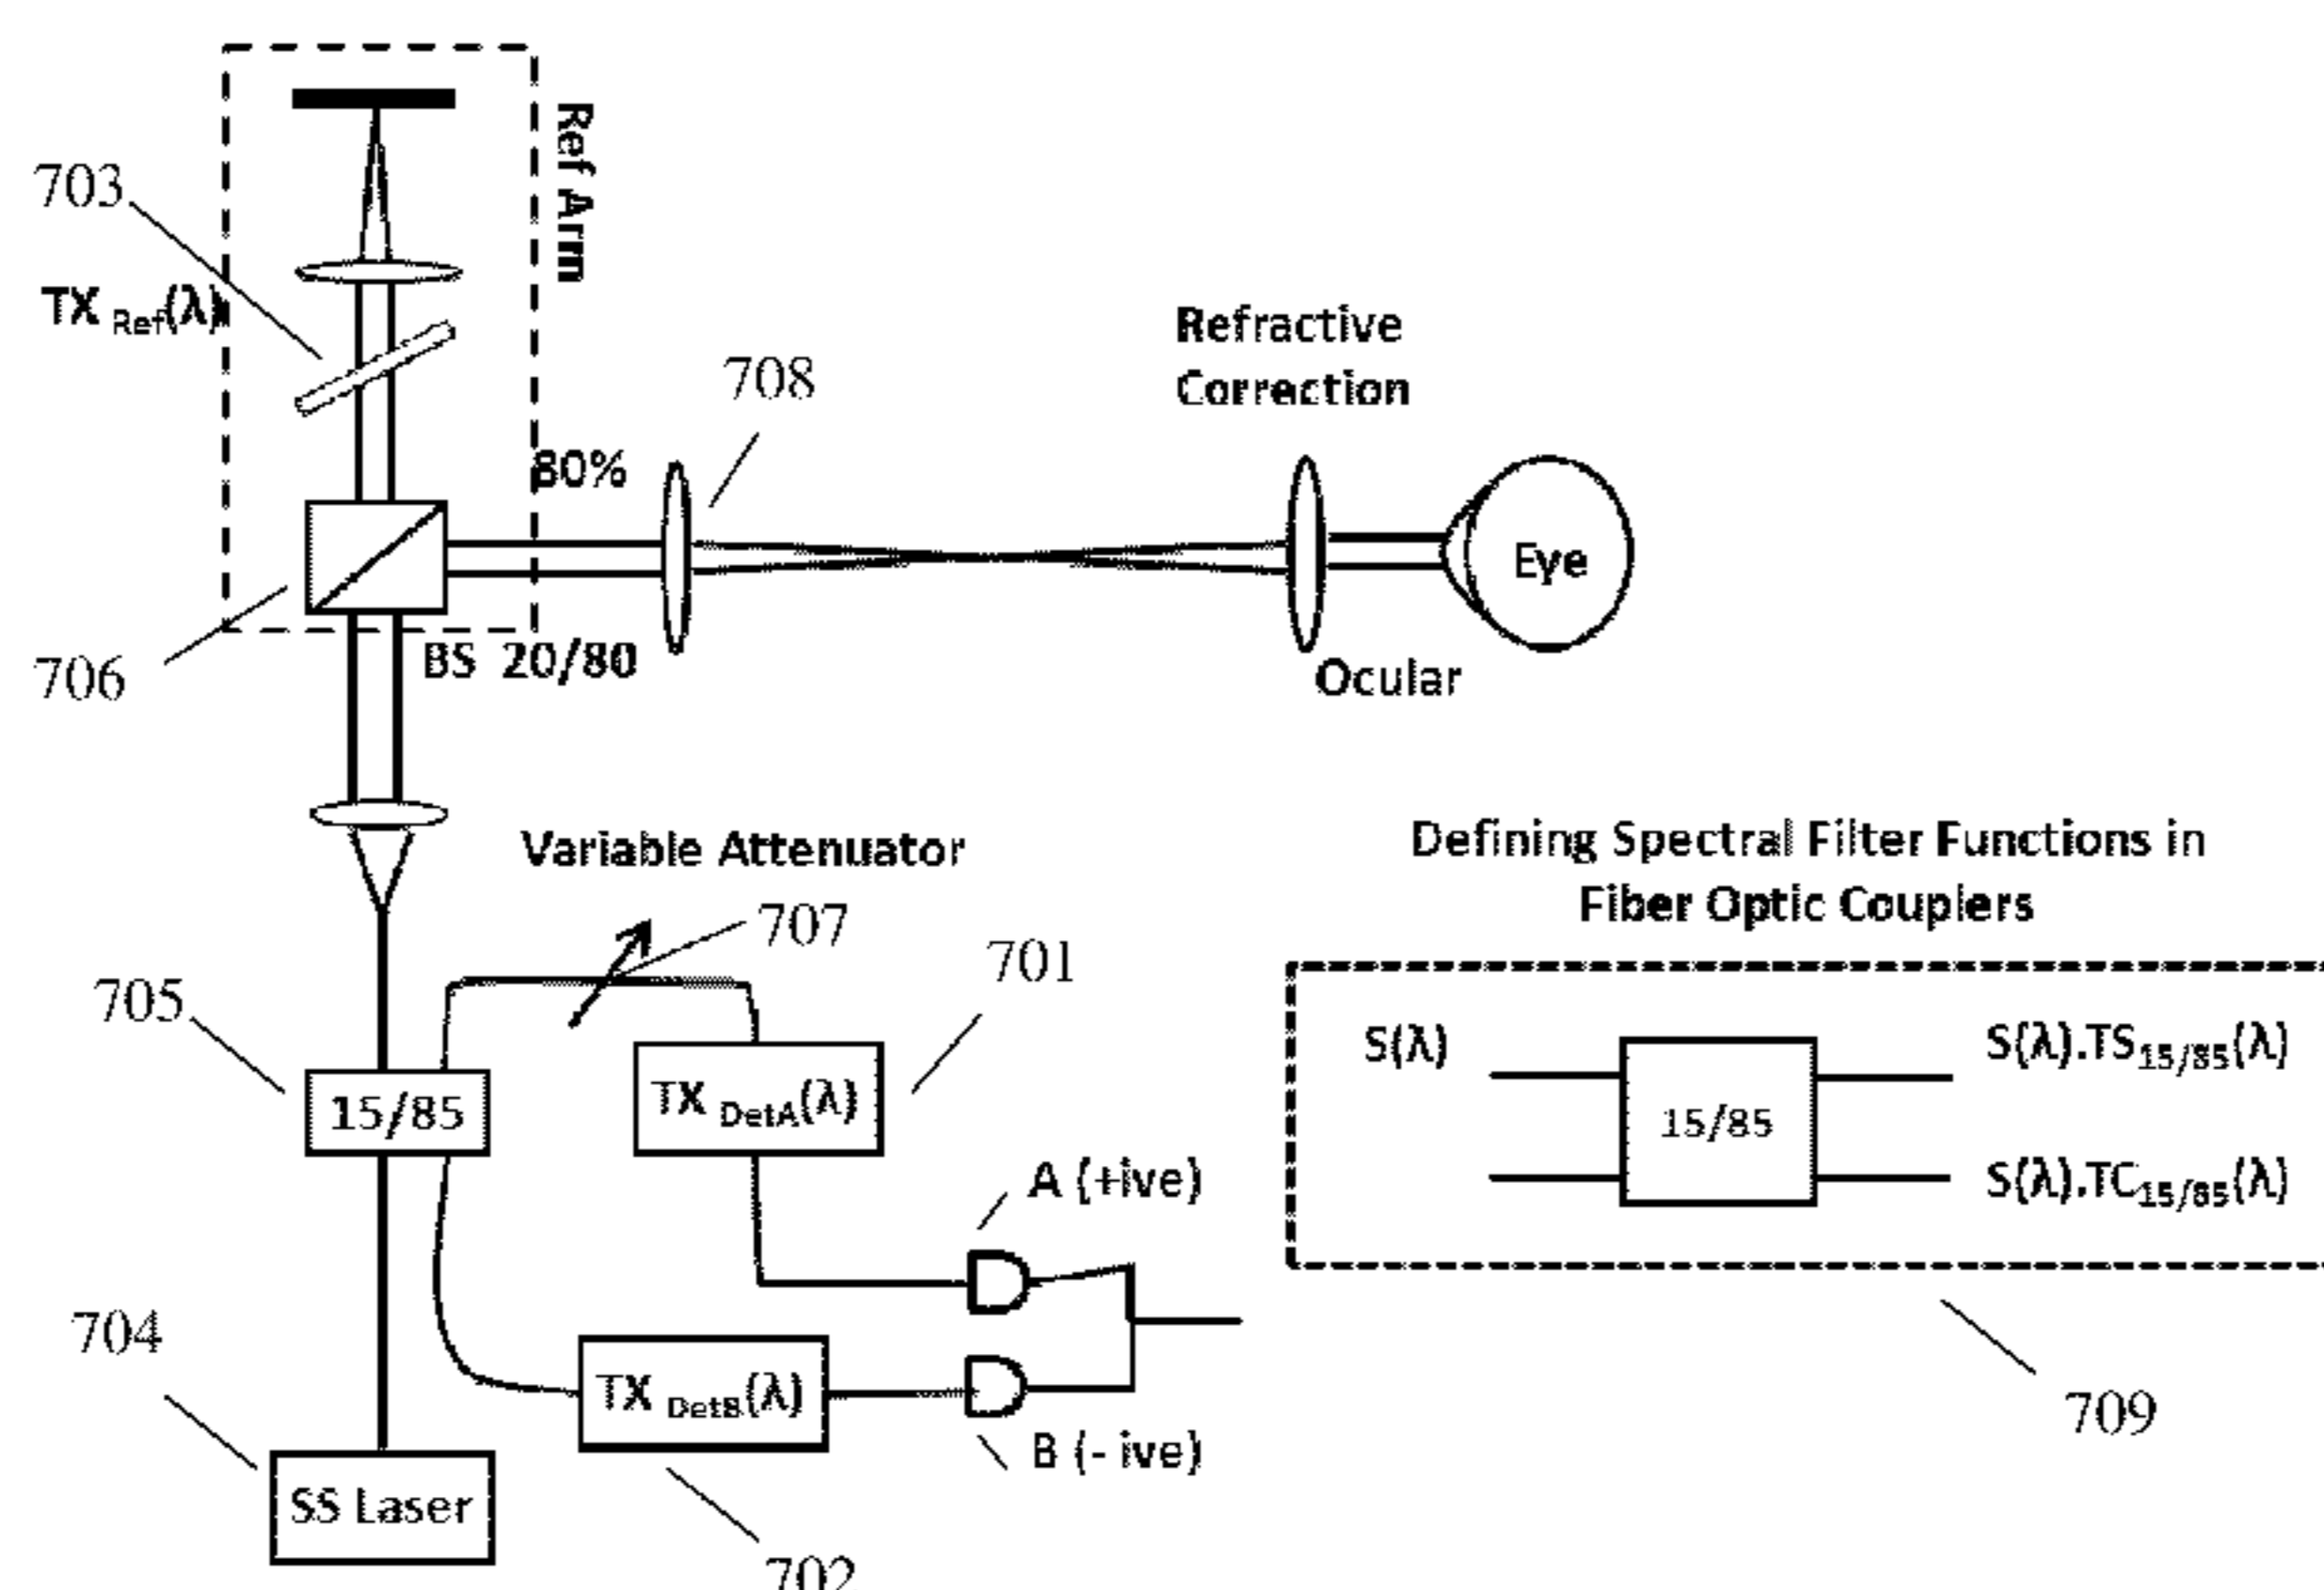 Ref Arm
703
TX Ref(λ)
Refractive
Correction
708
80%
Eye
706
BS 20/80
Ocular
Variable Attenuator
707
701
705
15/85
TX DetA(λ)
A (+ive)
704
TX DetB(λ)
B (- ive)
SS Laser
702
Defining Spectral Filter Functions in
Fiber Optic Couplers
S(λ)
S(λ).TS15/85(λ)
15/85
S(λ).TC15/85(λ)
709